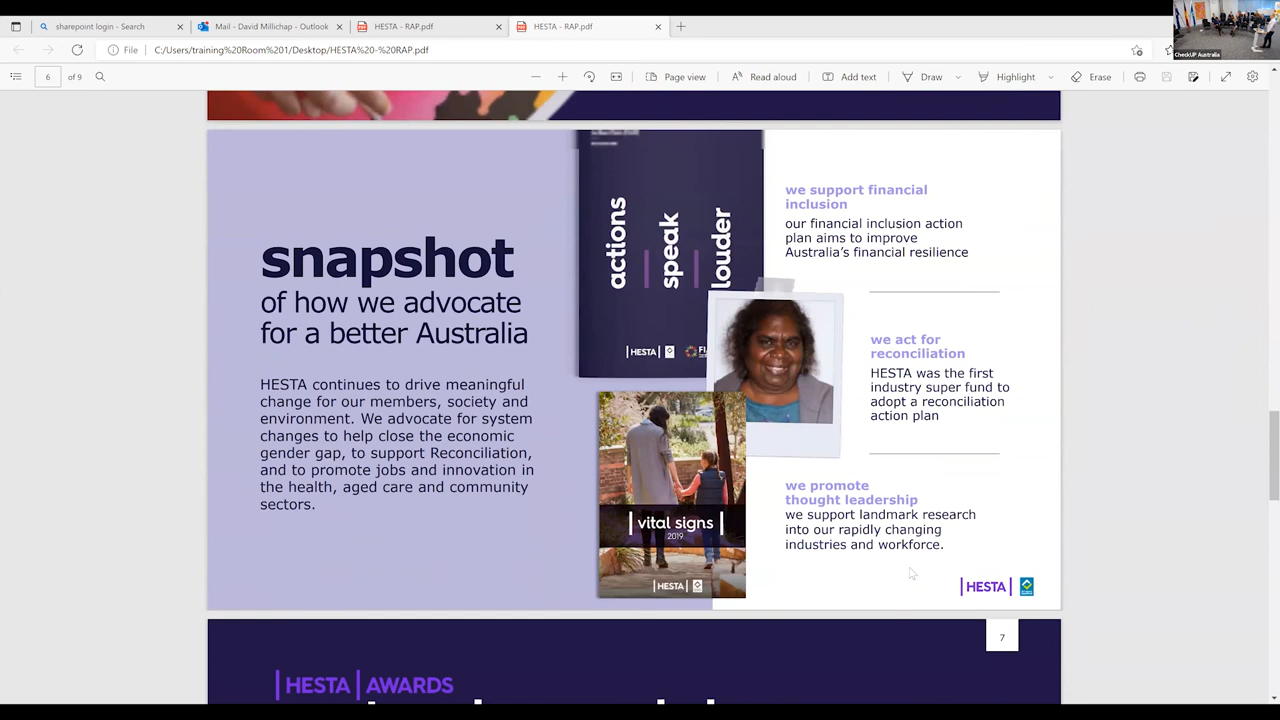 sharepoint login - Search
Mail - David Millichap - Outlook
HESTA - RAP.pdf
HESTA - RAP.pdf
File
C:/Users/training%20Room%201/Desktop/HESTA%20-%20RAP.pdf
CheckUP Australia
6 of 9
Page view
Read aloud
Add text
Draw
Highlight
Erase
snapshot
of how we advocate
for a better Australia
HESTA continues to drive meaningful
change for our members, society and
environment. We advocate for system
changes to help close the economic
gender gap, to support Reconciliation,
and to promote jobs and innovation in
the health, aged care and community
sectors.
actions
speak
louder
HESTA
vital signs
2019
HESTA
we support financial
inclusion
our financial inclusion action
plan aims to improve
Australia's financial resilience
we act for
reconciliation
HESTA was the first
industry super fund to
adopt a reconciliation
action plan
we promote
thought leadership
we support landmark research
into our rapidly changing
industries and workforce.
HESTA
7
HESTA AWARDS